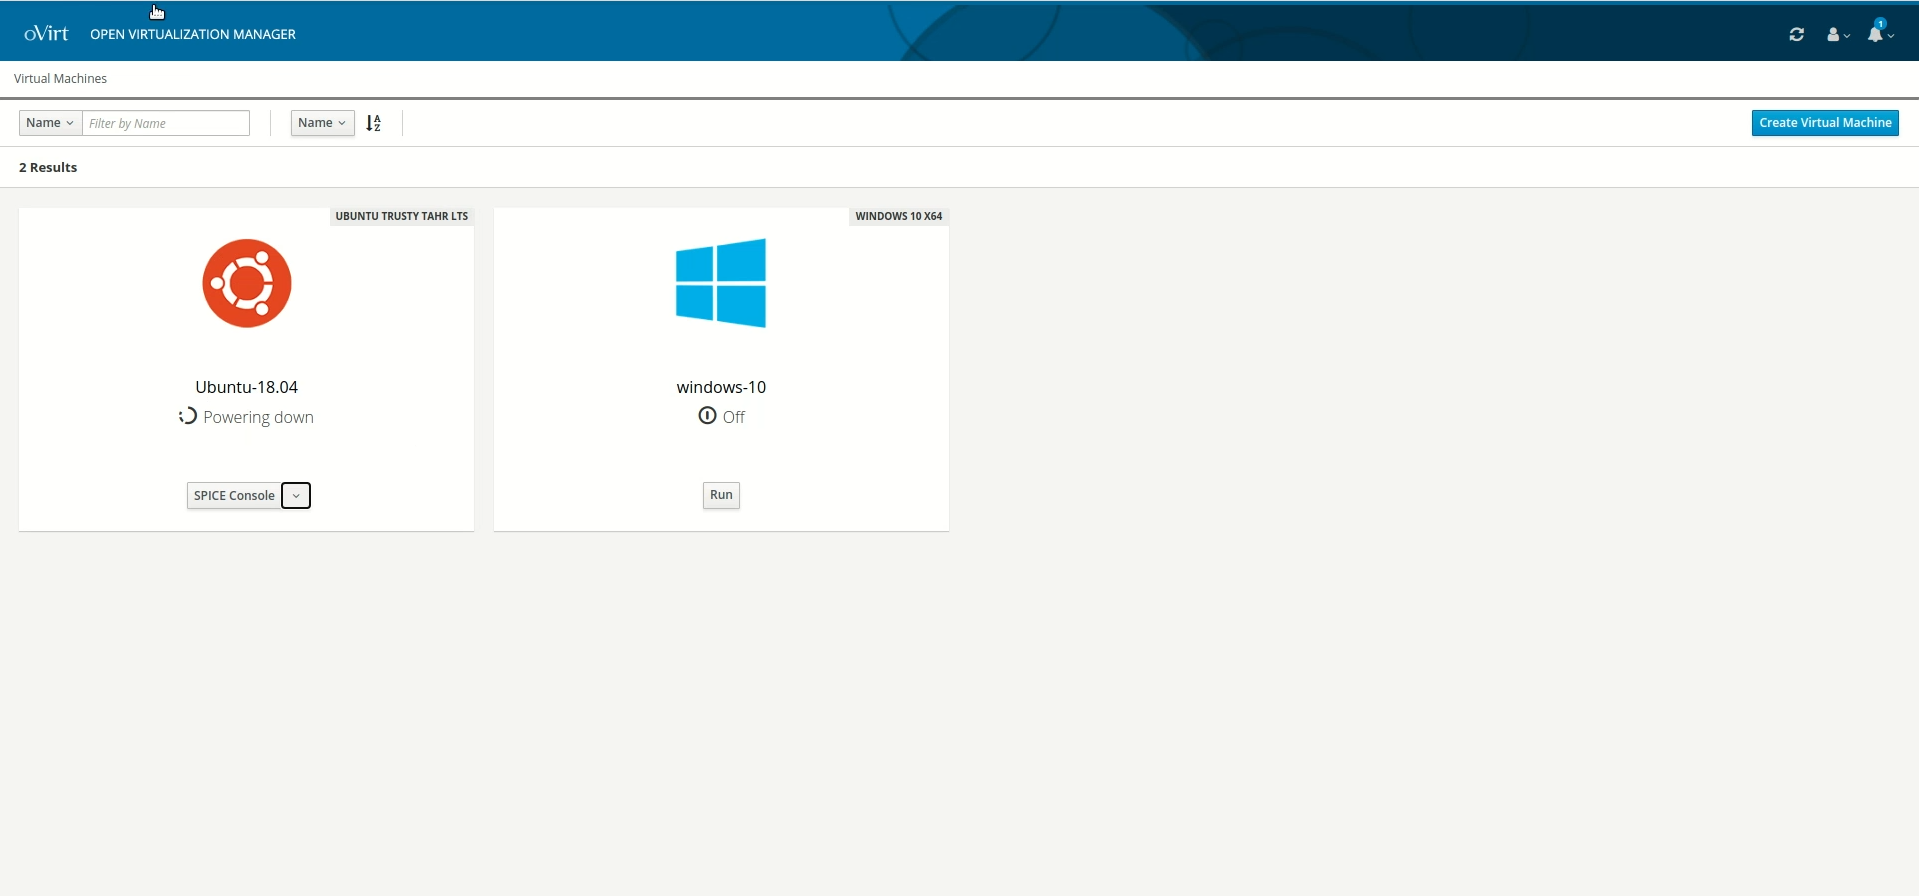 oVirt OPEN VIRTUALIZATION MANAGER
1
Virtual Machines
Name Filter by Name Name A Z Create Virtual Machine
2 Results
UBUNTU TRUSTY TAHR LTS
Ubuntu-18.04
Powering down
SPICE Console
WINDOWS 10 X64
windows-10
Off
Run